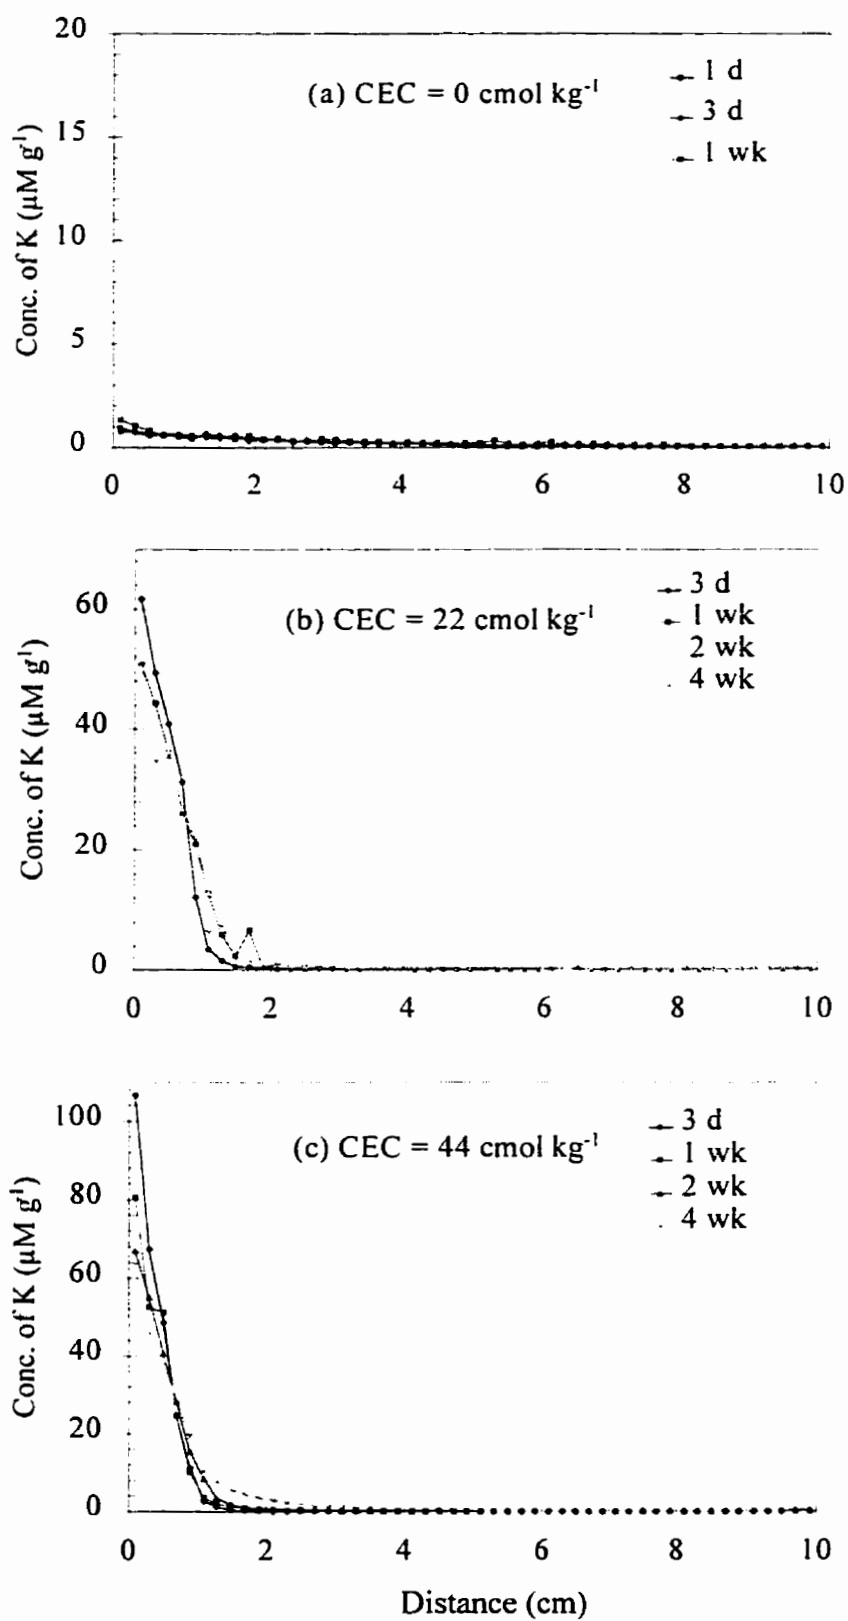 20
(a) CEC = 0 cmol kg⁻¹
1 d
3 d
1 wk
15
10
5
0
Conc. of K (μM g⁻¹)
0 2 4 6 8 10
60
(b) CEC = 22 cmol kg⁻¹
3 d
1 wk
2 wk
4 wk
40
20
0
Conc. of K (μM g⁻¹)
0 2 4 6 8 10
100
(c) CEC = 44 cmol kg⁻¹
3 d
1 wk
2 wk
4 wk
80
60
40
20
0
Conc. of K (μM g⁻¹)
0 2 4 6 8 10
Distance (cm)